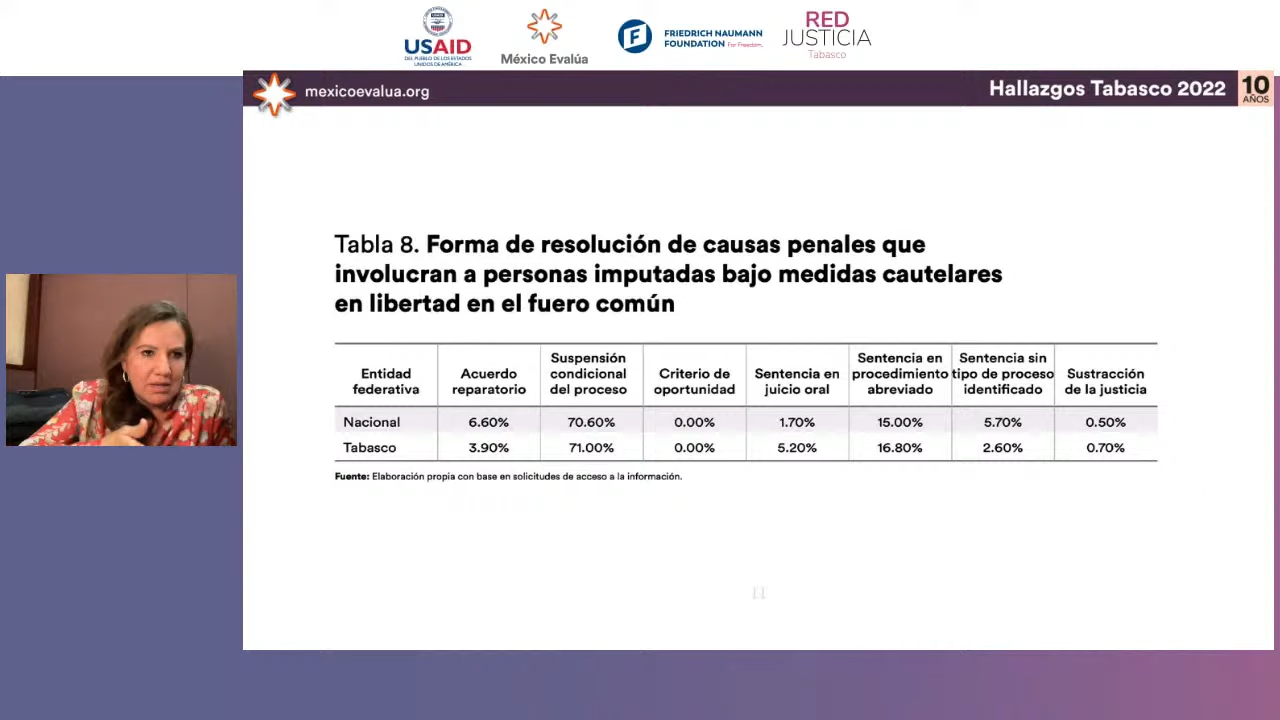 USAID
DEL PUEBLO DE LOS ESTADOS
UNIDOS DE AMÉRICA
México Evalúa
F
FRIEDRICH NAUMANN
FOUNDATION For Freedom.
RED
JUSTICIA
Tabasco
mexicoevalua.org
Hallazgos Tabasco 2022
10
AÑOS
Tabla 8. Forma de resolución de causas penales que
involucran a personas imputadas bajo medidas cautelares
en libertad en el fuero común
Entidad federativa | Acuerdo reparatorio | Suspensión condicional del proceso | Criterio de oportunidad | Sentencia en juicio oral | Sentencia en procedimiento abreviado | Sentencia sin tipo de proceso identificado | Sustracción de la justicia
Nacional | 6.60% | 70.60% | 0.00% | 1.70% | 15.00% | 5.70% | 0.50%
Tabasco | 3.90% | 71.00% | 0.00% | 5.20% | 16.80% | 2.60% | 0.70%
Fuente: Elaboración propia con base en solicitudes de acceso a la información.